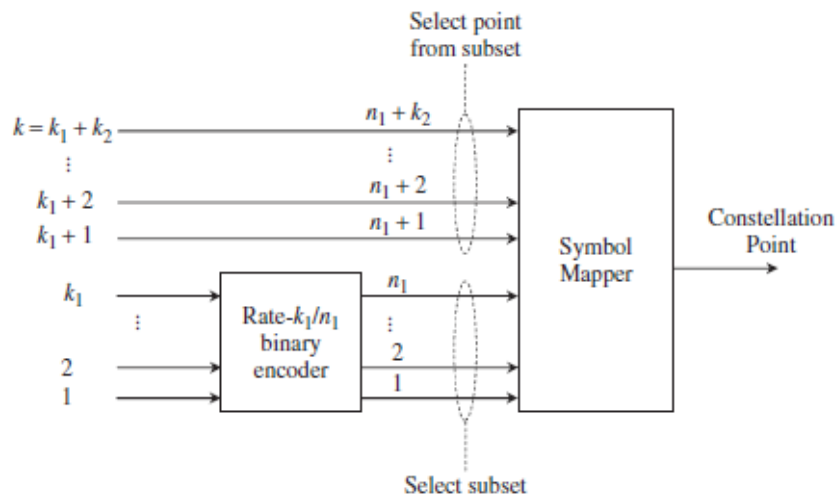 Select point
from subset
k = k₁ + k₂
n₁ + k₂
⋮
⋮
k₁ + 2
n₁ + 2
k₁ + 1
n₁ + 1
Constellation
Point
Symbol
Mapper
k₁
n₁
⋮
⋮
Rate-k₁/n₁
binary
encoder
2
2
1
1
Select subset